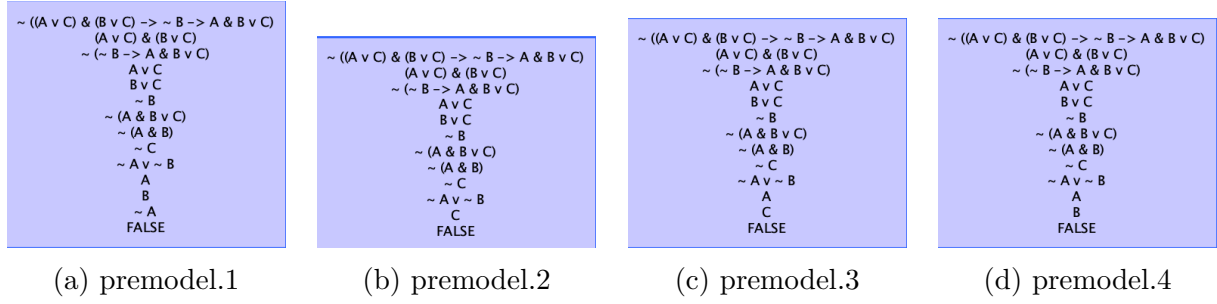 ~ ((A v C) & (B v C) -> ~ B -> A & B v C)
(A v C) & (B v C)
~ (~ B -> A & B v C)
A v C
B v C
~ B
~ (A & B v C)
~ (A & B)
~ C
~ A v ~ B
A
B
~ A
FALSE
(a) premodel.1
~ ((A v C) & (B v C) -> ~ B -> A & B v C)
(A v C) & (B v C)
~ (~ B -> A & B v C)
A v C
B v C
~ B
~ (A & B v C)
~ (A & B)
~ C
~ A v ~ B
C
FALSE
(b) premodel.2
~ ((A v C) & (B v C) -> ~ B -> A & B v C)
(A v C) & (B v C)
~ (~ B -> A & B v C)
A v C
B v C
~ B
~ (A & B v C)
~ (A & B)
~ C
~ A v ~ B
A
C
FALSE
(c) premodel.3
~ ((A v C) & (B v C) -> ~ B -> A & B v C)
(A v C) & (B v C)
~ (~ B -> A & B v C)
A v C
B v C
~ B
~ (A & B v C)
~ (A & B)
~ C
~ A v ~ B
A
B
FALSE
(d) premodel.4